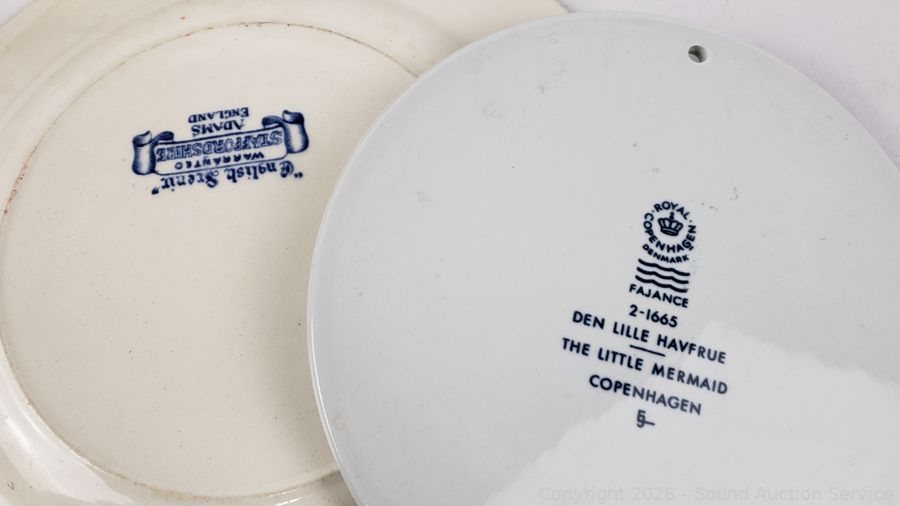 "English Scenic"
WARRANTED
STAFFORDSHIRE
ADAMS
ENGLAND
ROYAL COPENHAGEN
DENMARK
FAJANCE
2-1665
DEN LILLE HAVFRUE
THE LITTLE MERMAID
COPENHAGEN
Copyright 2026 - Sound Auction Service